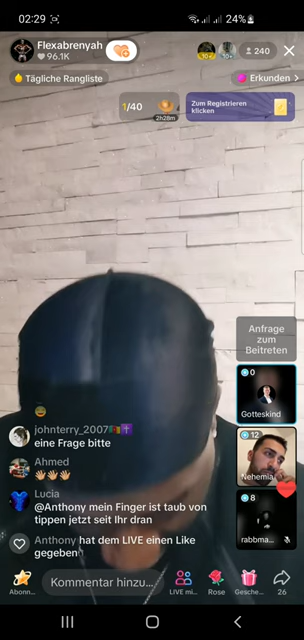 02:29
24%
Flexabrenyah
96.1K
240
Tägliche Rangliste
Erkunden >
1/40
2h28m
Zum Registrieren
klicken
Anfrage
zum
Beitreten
0
Gotteskind
12
Nehemia
8
rabbma...
johnterry_2007
eine Frage bitte
Ahmed
Lucia
@Anthony mein Finger ist taub von
tippen jetzt seit Ihr dran
Anthony hat dem LIVE einen Like
gegeben
Abonn...
Kommentar hinzu...
LIVE mi...
Rose
Gesche...
26